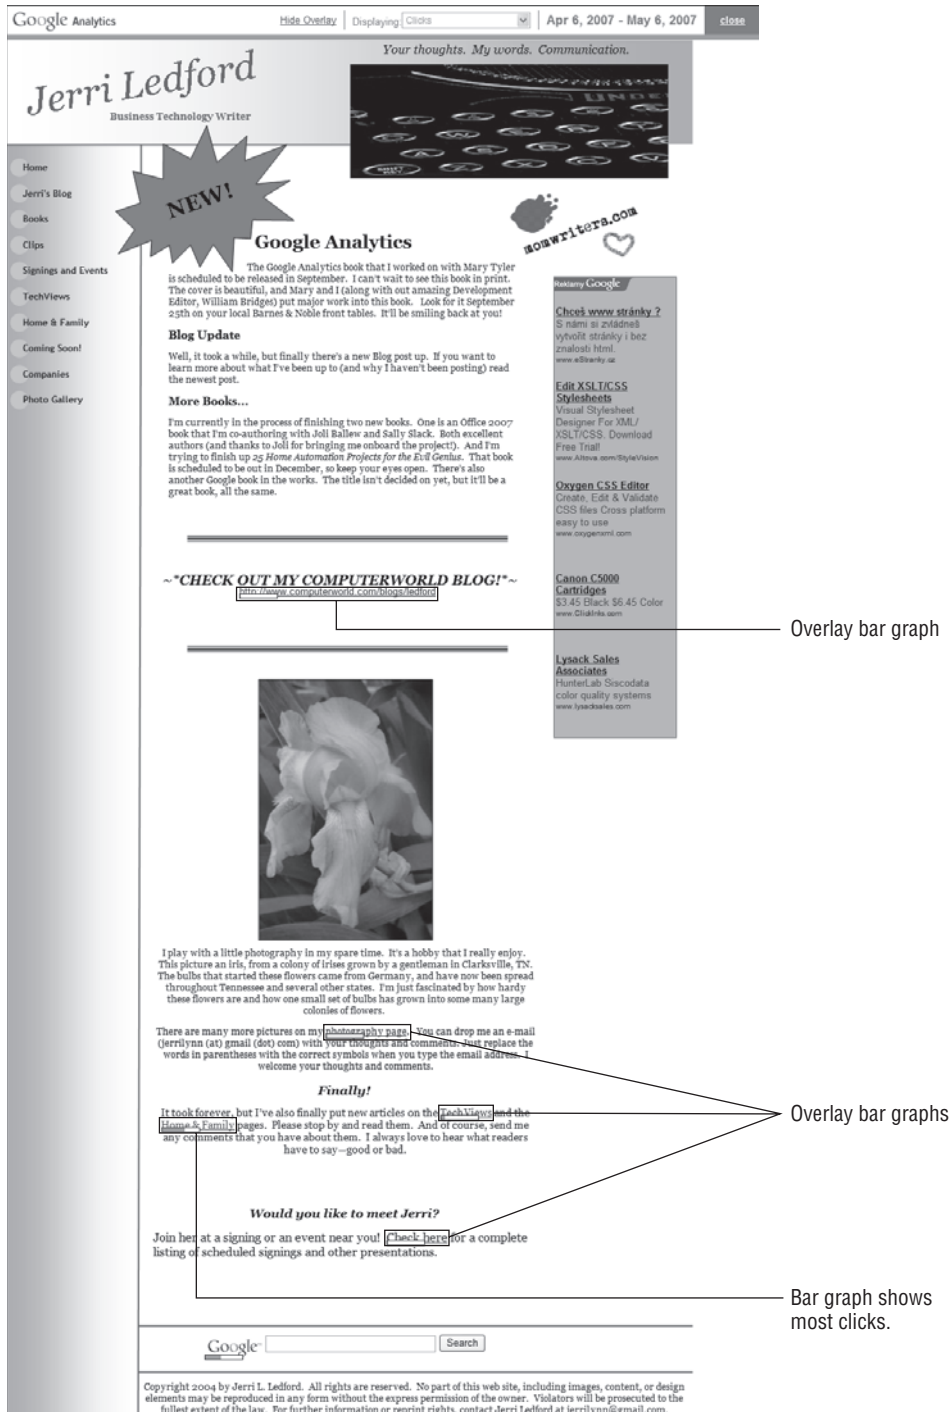 Google Analytics
Hide Overlay
Displaying: Clicks
Apr 6, 2007 - May 6, 2007
close
Your thoughts. My words. Communication.
Jerri Ledford
Business Technology Writer
UNDE
Home
Jerri's Blog
Books
Clips
Signings and Events
TechViews
Home & Family
Coming Soon!
Companies
Photo Gallery
NEW!
momwriters.com
Google Analytics
The Google Analytics book that I worked on with Mary Tyler
is scheduled to be released in September. I can't wait to see this book in print.
The cover is beautiful, and Mary and I (along with out amazing Development
Editor, William Bridges) put major work into this book. Look for it September
25th on your local Barnes & Noble front tables. It'll be smiling back at you!
Blog Update
Well, it took a while, but finally there's a new Blog post up. If you want to
learn more about what I've been up to (and why I haven't been posting) read
the newest post.
More Books...
I'm currently in the process of finishing two new books. One is an Office 2007
book that I'm co-authoring with Joli Ballew and Sally Slack. Both excellent
authors (and thanks to Joli for bringing me onboard the project!). And I'm
trying to finish up 25 Home Automation Projects for the Evil Genius. That book
is scheduled to be out in December, so keep your eyes open. There's also
another Google book in the works. The title isn't decided on yet, but it'll be a
great book, all the same.
Reklamy Google
Chceš www stránky ?
S námi si zvládneš
vytvořit stránky i bez
znalosti html.
www.eStranky.cz
Edit XSLT/CSS
Stylesheets
Visual Stylesheet
Designer For XML/
XSLT/CSS. Download
Free Trial!
www.Altova.com/StyleVision
Oxygen CSS Editor
Create, Edit & Validate
CSS files Cross platform
easy to use
www.oxygenxml.com
Canon C5000
Cartridges
$3.45 Black $6.45 Color
www.ClickInks.com
Lysack Sales
Associates
HunterLab Siscodata
color quality systems
www.lysacksales.com
~*CHECK OUT MY COMPUTERWORLD BLOG!*~
http://www.computerworld.com/blogs/ledford
Overlay bar graph
I play with a little photography in my spare time. It's a hobby that I really enjoy.
This picture an iris, from a colony of irises grown by a gentleman in Clarksville, TN.
The bulbs that started these flowers came from Germany, and have now been spread
throughout Tennessee and several other states. I'm just fascinated by how hardy
these flowers are and how one small set of bulbs has grown into some many large
colonies of flowers.
There are many more pictures on my photography page. You can drop me an e-mail
(jerrilynn (at) gmail (dot) com) with your thoughts and comments. Just replace the
words in parentheses with the correct symbols when you type the email address. I
welcome your thoughts and comments.
Finally!
It took forever, but I've also finally put new articles on the TechViews and the
Home & Family pages. Please stop by and read them. And of course, send me
any comments that you have about them. I always love to hear what readers
have to say—good or bad.
Overlay bar graphs
Would you like to meet Jerri?
Join her at a signing or an event near you! Check here for a complete
listing of scheduled signings and other presentations.
Bar graph shows
most clicks.
Google
Search
Copyright 2004 by Jerri L. Ledford. All rights are reserved. No part of this web site, including images, content, or design
elements may be reproduced in any form without the express permission of the owner. Violators will be prosecuted to the
fullest extent of the law. For further information or reprint rights, contact Jerri Ledford at jerrilynn@gmail.com.